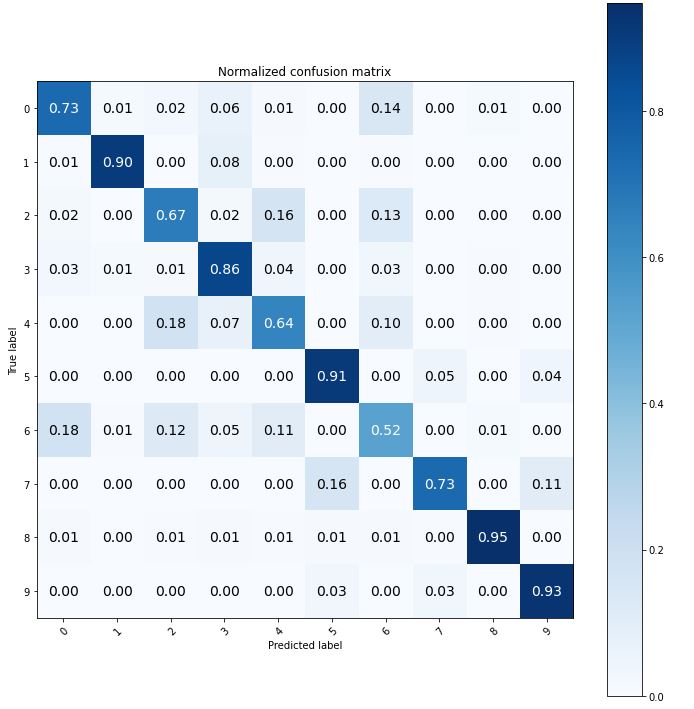 Normalized confusion matrix
0 0.73 0.01 0.02 0.06 0.01 0.00 0.14 0.00 0.01 0.00
1 0.01 0.90 0.00 0.08 0.00 0.00 0.00 0.00 0.00 0.00
2 0.02 0.00 0.67 0.02 0.16 0.00 0.13 0.00 0.00 0.00
3 0.03 0.01 0.01 0.86 0.04 0.00 0.03 0.00 0.00 0.00
4 0.00 0.00 0.18 0.07 0.64 0.00 0.10 0.00 0.00 0.00
5 0.00 0.00 0.00 0.00 0.00 0.91 0.00 0.05 0.00 0.04
6 0.18 0.01 0.12 0.05 0.11 0.00 0.52 0.00 0.01 0.00
7 0.00 0.00 0.00 0.00 0.00 0.16 0.00 0.73 0.00 0.11
8 0.01 0.00 0.01 0.01 0.01 0.01 0.01 0.00 0.95 0.00
9 0.00 0.00 0.00 0.00 0.00 0.03 0.00 0.03 0.00 0.93
0 1 2 3 4 5 6 7 8 9
True label
Predicted label
0.8
0.6
0.4
0.2
0.0